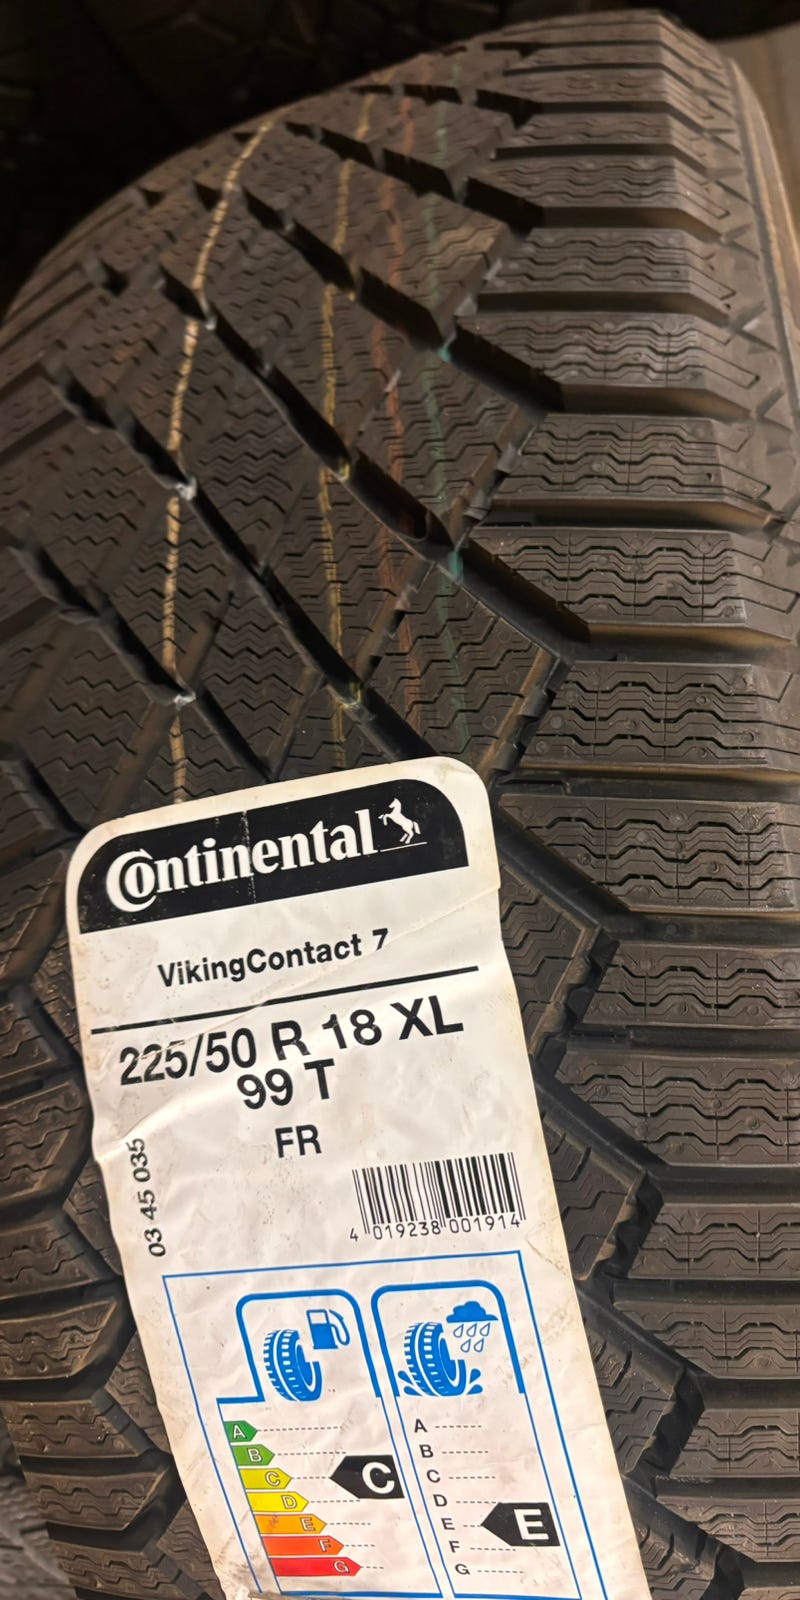 Continental
VikingContact 7
225/50 R 18 XL
99 T
FR
03 45 035
4 019238 001914
A
B
C
D
E
F
G
C
A
B
C
D
E
F
G
E